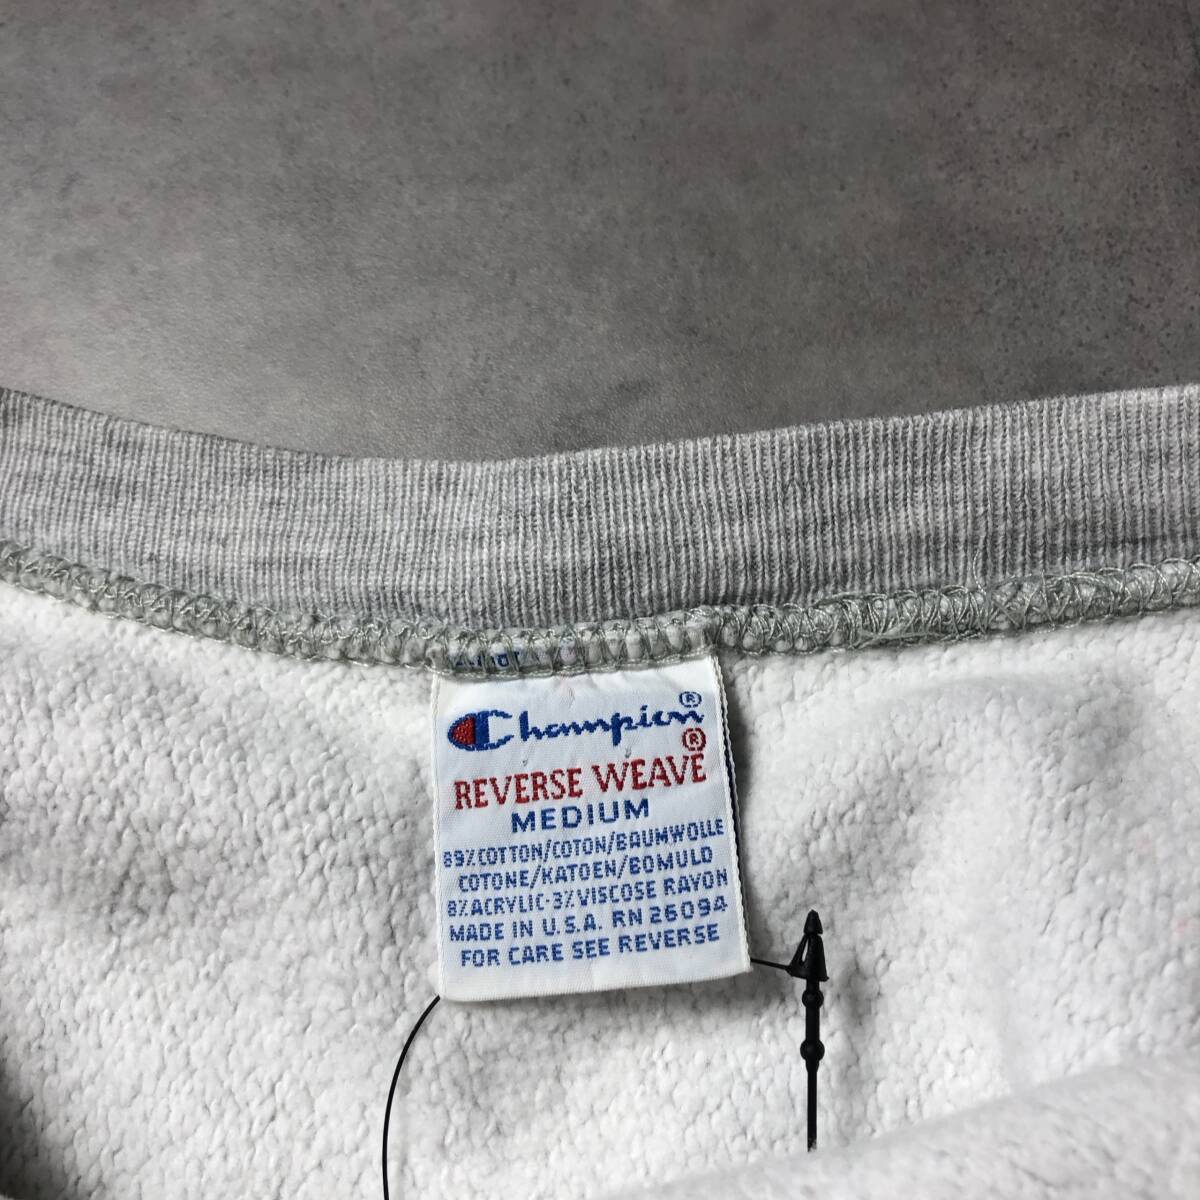 Champion®
REVERSE WEAVE®
MEDIUM
89%COTTON/COTON/BAUMWOLLE
COTONE/KATOEN/BOMULD
8%ACRYLIC·3%VISCOSE RAYON
MADE IN U.S.A. RN 26094
FOR CARE SEE REVERSE